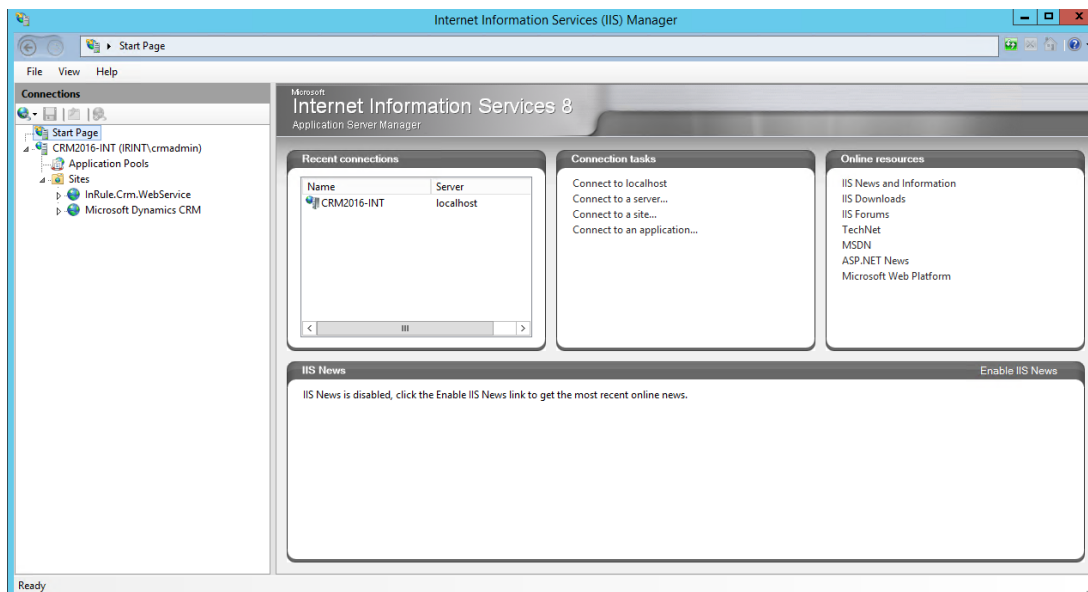 Internet Information Services (IIS) Manager
Start Page
File View Help
Connections
Start Page
CRM2016-INT (IRINT\crmadmin)
Application Pools
Sites
InRule.Crm.WebService
Microsoft Dynamics CRM
Microsoft
Internet Information Services 8
Application Server Manager
Recent connections
Name Server
CRM2016-INT localhost
Connection tasks
Connect to localhost
Connect to a server...
Connect to a site...
Connect to an application...
Online resources
IIS News and Information
IIS Downloads
IIS Forums
TechNet
MSDN
ASP.NET News
Microsoft Web Platform
IIS News Enable IIS News
IIS News is disabled, click the Enable IIS News link to get the most recent online news.
Ready